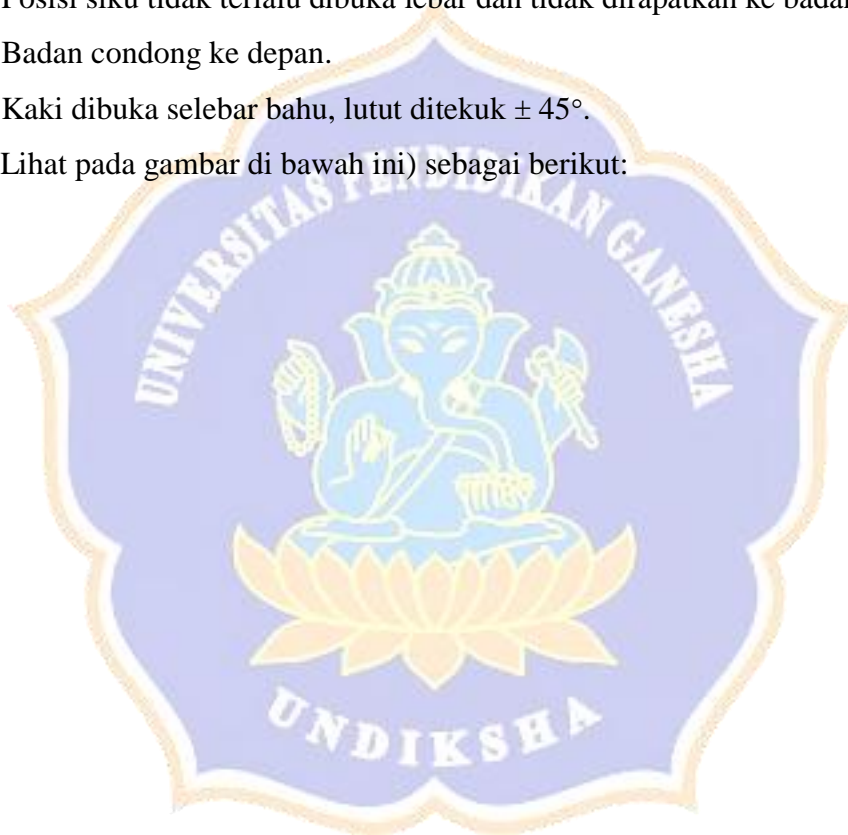 Posisi siku tidak terlalu dibuka lebar dan tidak dirapatkan ke badan
Badan condong ke depan.
Kaki dibuka selebar bahu, lutut ditekuk ± 45°.
Lihat pada gambar di bawah ini) sebagai berikut:
UNIVERSITAS PENDIDIKAN GANESHA
UNDIKSHA